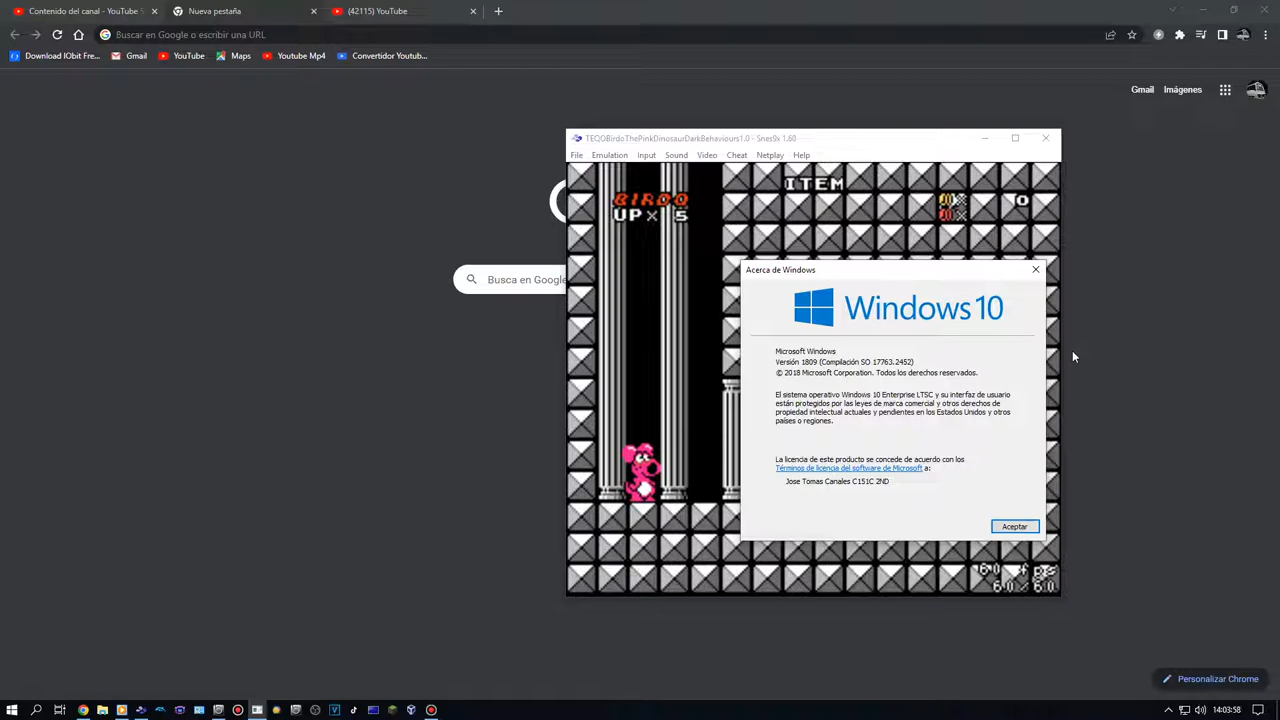 Contenido del canal - YouTube S
Nueva pestaña
(42115) YouTube
Buscar en Google o escribir una URL
Download IObit Fre...
Gmail
YouTube
Maps
Youtube Mp4
Convertidor Youtub...
Gmail
Imágenes
TEQOBirdoThePinkDinosaurDarkBehaviours1.0 - Snes9x 1.60
File
Emulation
Input
Sound
Video
Cheat
Netplay
Help
BIRDO
UP x 5
ITEM
0
Busca en Google
Acerca de Windows
Windows 10
Microsoft Windows
Versión 1809 (Compilación SO 17763.2452)
© 2018 Microsoft Corporation. Todos los derechos reservados.
El sistema operativo Windows 10 Enterprise LTSC y su interfaz de usuario
están protegidos por las leyes de marca comercial y otros derechos de
propiedad intelectual actuales y pendientes en los Estados Unidos y otros
países o regiones.
La licencia de este producto se concede de acuerdo con los
Términos de licencia del software de Microsoft a:
Jose Tomas Canales C151C 2ND
Aceptar
60 fps
60 / 60
Personalizar Chrome
14:03:58